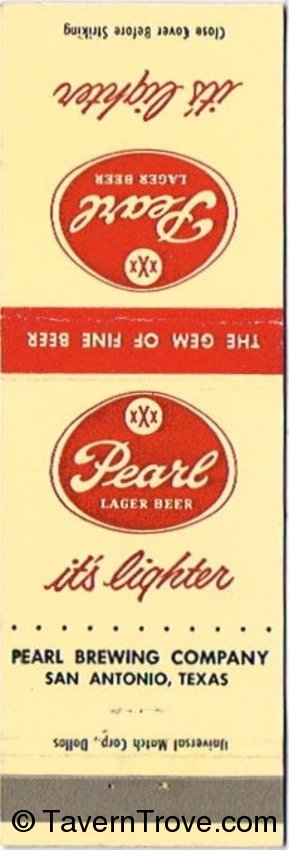 Close Cover Before Striking
it's lighter
xXx
Pearl
LAGER BEER
THE GEM OF FINE BEER
xXx
Pearl
LAGER BEER
it's lighter
PEARL BREWING COMPANY
SAN ANTONIO, TEXAS
Universal Match Corp., Dallas
© TavernTrove.com